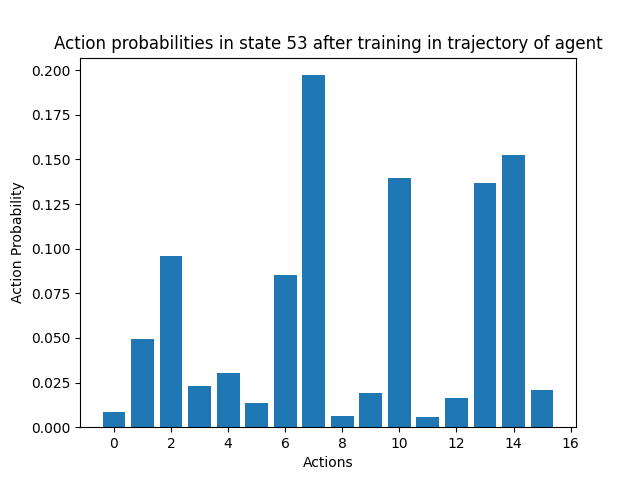 Action probabilities in state 53 after training in trajectory of agent
0.200
0.175
0.150
0.125
0.100
0.075
0.050
0.025
0.000
Action Probability
0 2 4 6 8 10 12 14 16
Actions